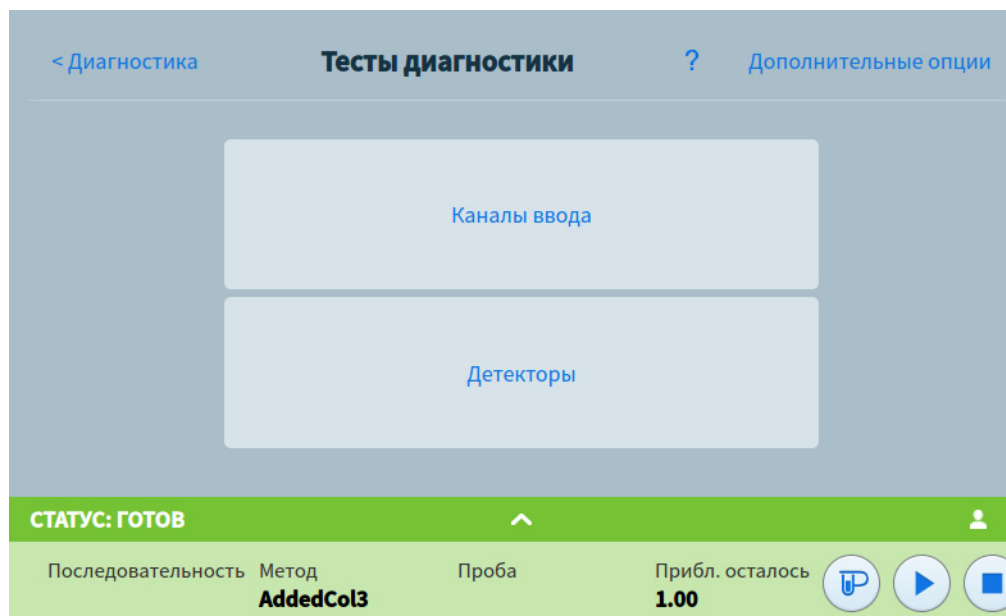 < Диагностика Тесты диагностики ? Дополнительные опции
Каналы ввода
Детекторы
СТАТУС: ГОТОВ
Последовательность Метод Проба Прибл. осталось
AddedCol3 1.00